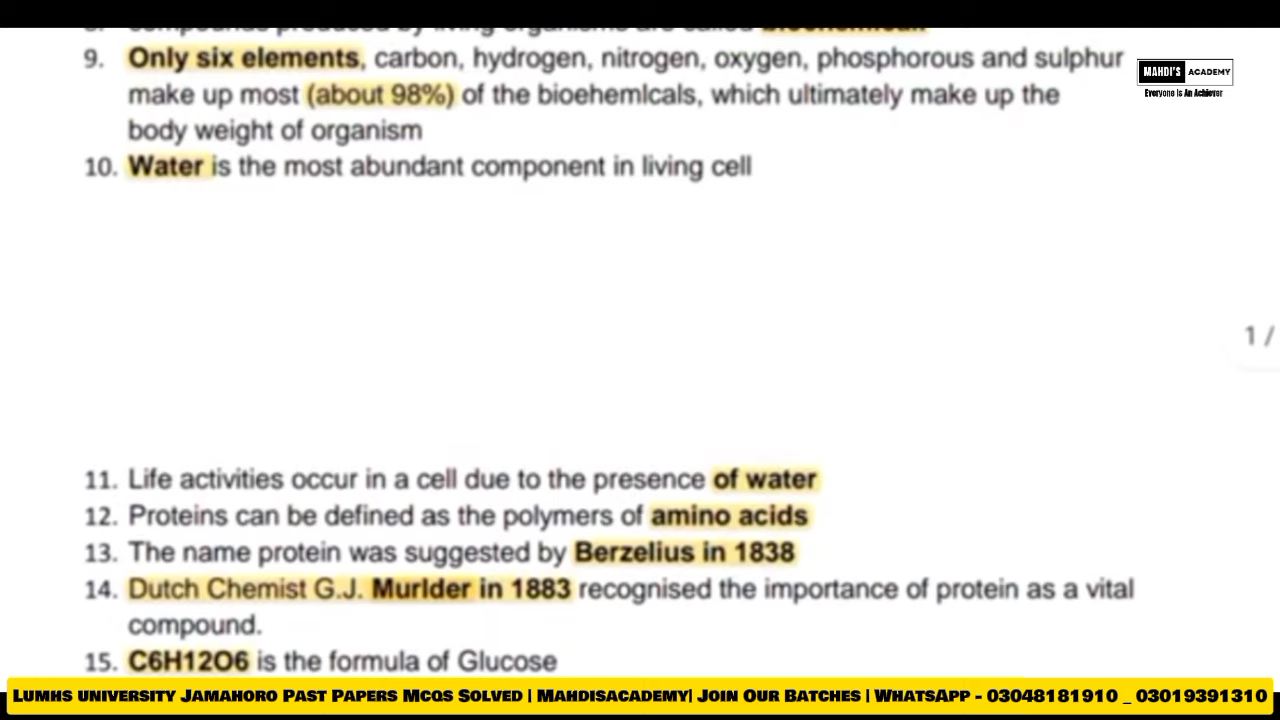 9. Only six elements, carbon, hydrogen, nitrogen, oxygen, phosphorous and sulphur
make up most (about 98%) of the bioehemlcals, which ultimately make up the
body weight of organism
10. Water is the most abundant component in living cell
MAHDI'S ACADEMY
Everyone Is An Achiever
1 /
11. Life activities occur in a cell due to the presence of water
12. Proteins can be defined as the polymers of amino acids
13. The name protein was suggested by Berzelius in 1838
14. Dutch Chemist G.J. Murlder in 1883 recognised the importance of protein as a vital
compound.
15. C6H12O6 is the formula of Glucose
Lumhs university Jamahoro Past Papers Mcqs Solved | Mahdisacademy| Join Our Batches | WhatsApp - 03048181910 _ 03019391310